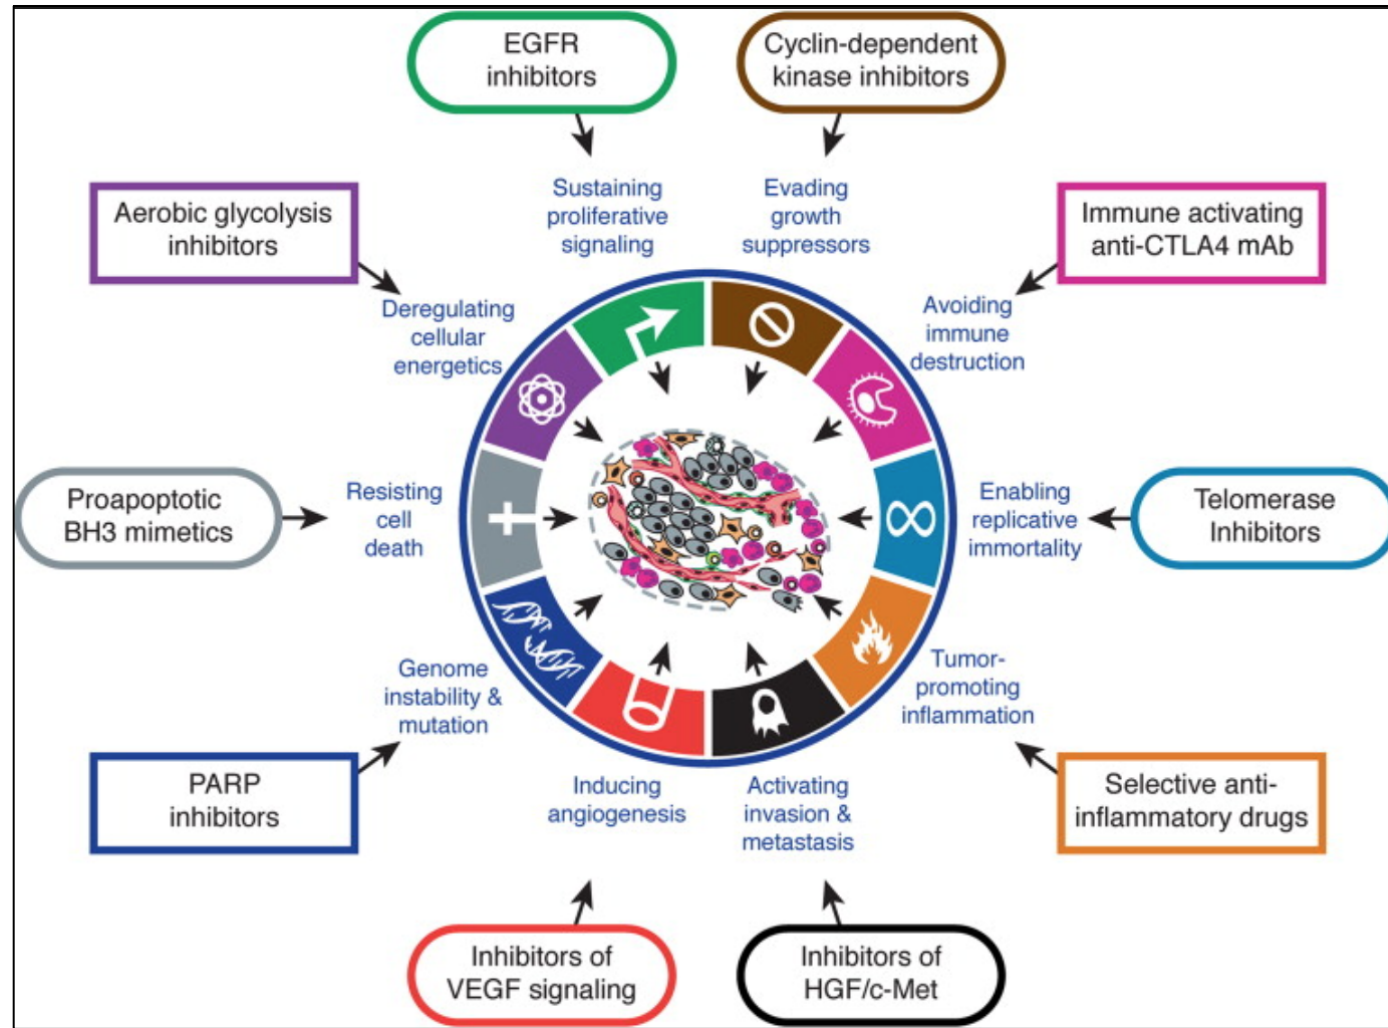 EGFR
inhibitors
Cyclin-dependent
kinase inhibitors
Sustaining
proliferative
signaling
Evading
growth
suppressors
Aerobic glycolysis
inhibitors
Immune activating
anti-CTLA4 mAb
Deregulating
cellular
energetics
Avoiding
immune
destruction
Proapoptotic
BH3 mimetics
Resisting
cell
death
Enabling
replicative
immortality
Telomerase
Inhibitors
Genome
instability &
mutation
Tumor-
promoting
inflammation
PARP
inhibitors
Inducing
angiogenesis
Activating
invasion &
metastasis
Selective anti-
inflammatory drugs
Inhibitors of
VEGF signaling
Inhibitors of
HGF/c-Met